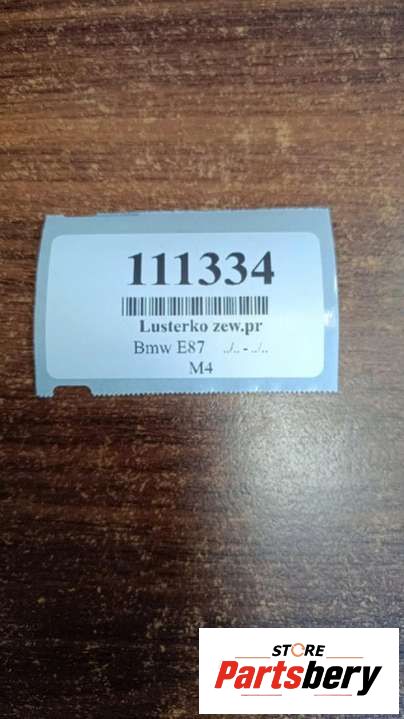 111334
Lusterko zew.pr
Bmw E87 ../.. - ../..
M4
STORE
Partsbery